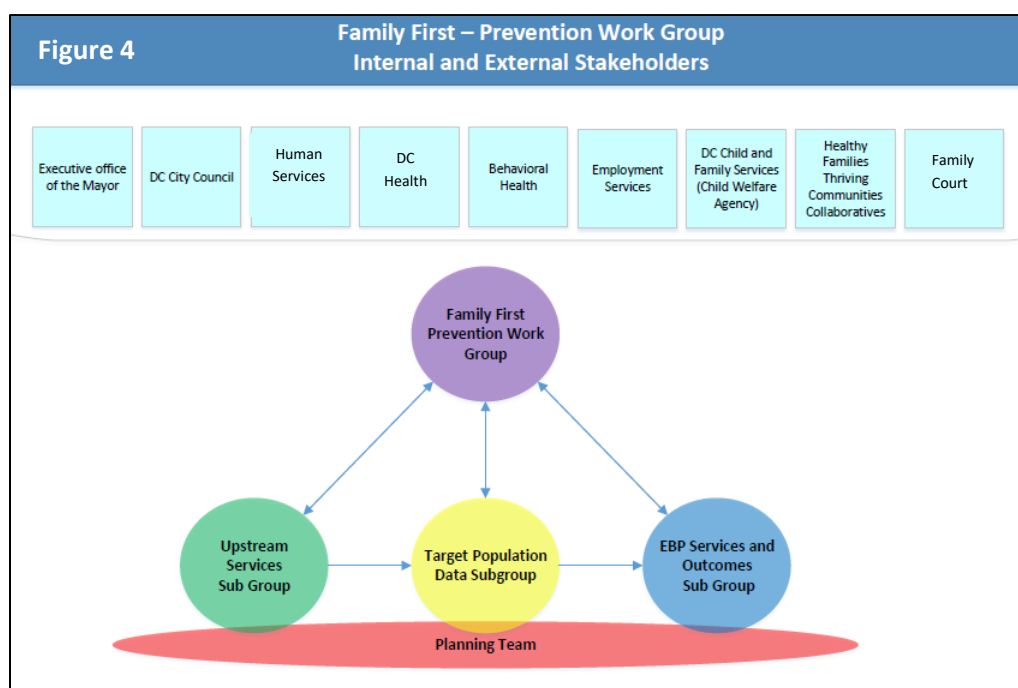 Figure 4
Family First – Prevention Work Group
Internal and External Stakeholders
Executive office
of the Mayor
DC City Council
Human
Services
DC
Health
Behavioral
Health
Employment
Services
DC Child and
Family Services
(Child Welfare
Agency)
Healthy
Families
Thriving
Communities
Collaboratives
Family
Court
Family First
Prevention Work
Group
Upstream
Services
Sub Group
Target Population
Data Subgroup
EBP Services and
Outcomes
Sub Group
Planning Team